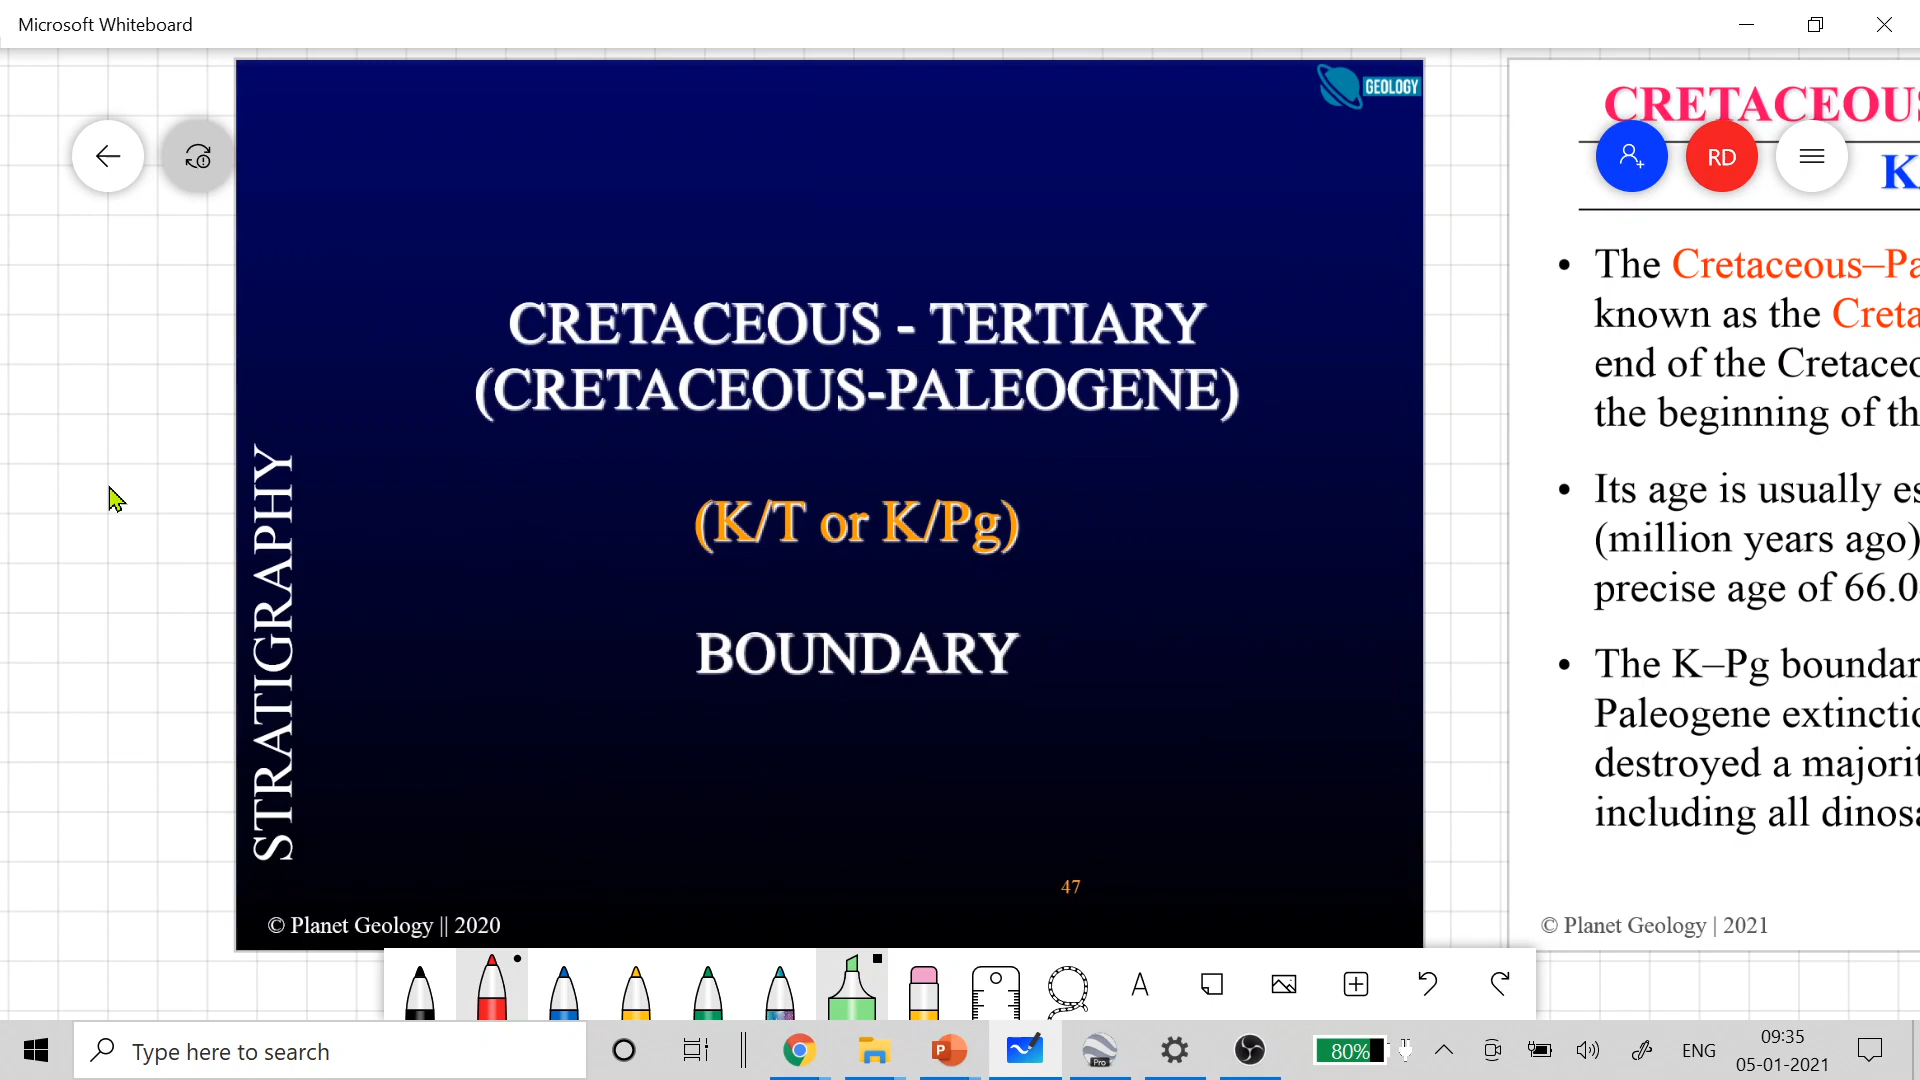 Microsoft Whiteboard
GEOLOGY
CRETACEOUS - TERTIARY
(CRETACEOUS-PALEOGENE)
(K/T or K/Pg)
BOUNDARY
STRATIGRAPHY
47
© Planet Geology || 2020
CRETACEOUS
RD
K
• The Cretaceous–Pa
known as the Creta
end of the Cretaceo
the beginning of th
• Its age is usually es
(million years ago)
precise age of 66.0
• The K–Pg boundar
Paleogene extinctio
destroyed a majorit
including all dinosa
© Planet Geology | 2021
A
Type here to search
Pro
80%
ENG
09:35
05-01-2021